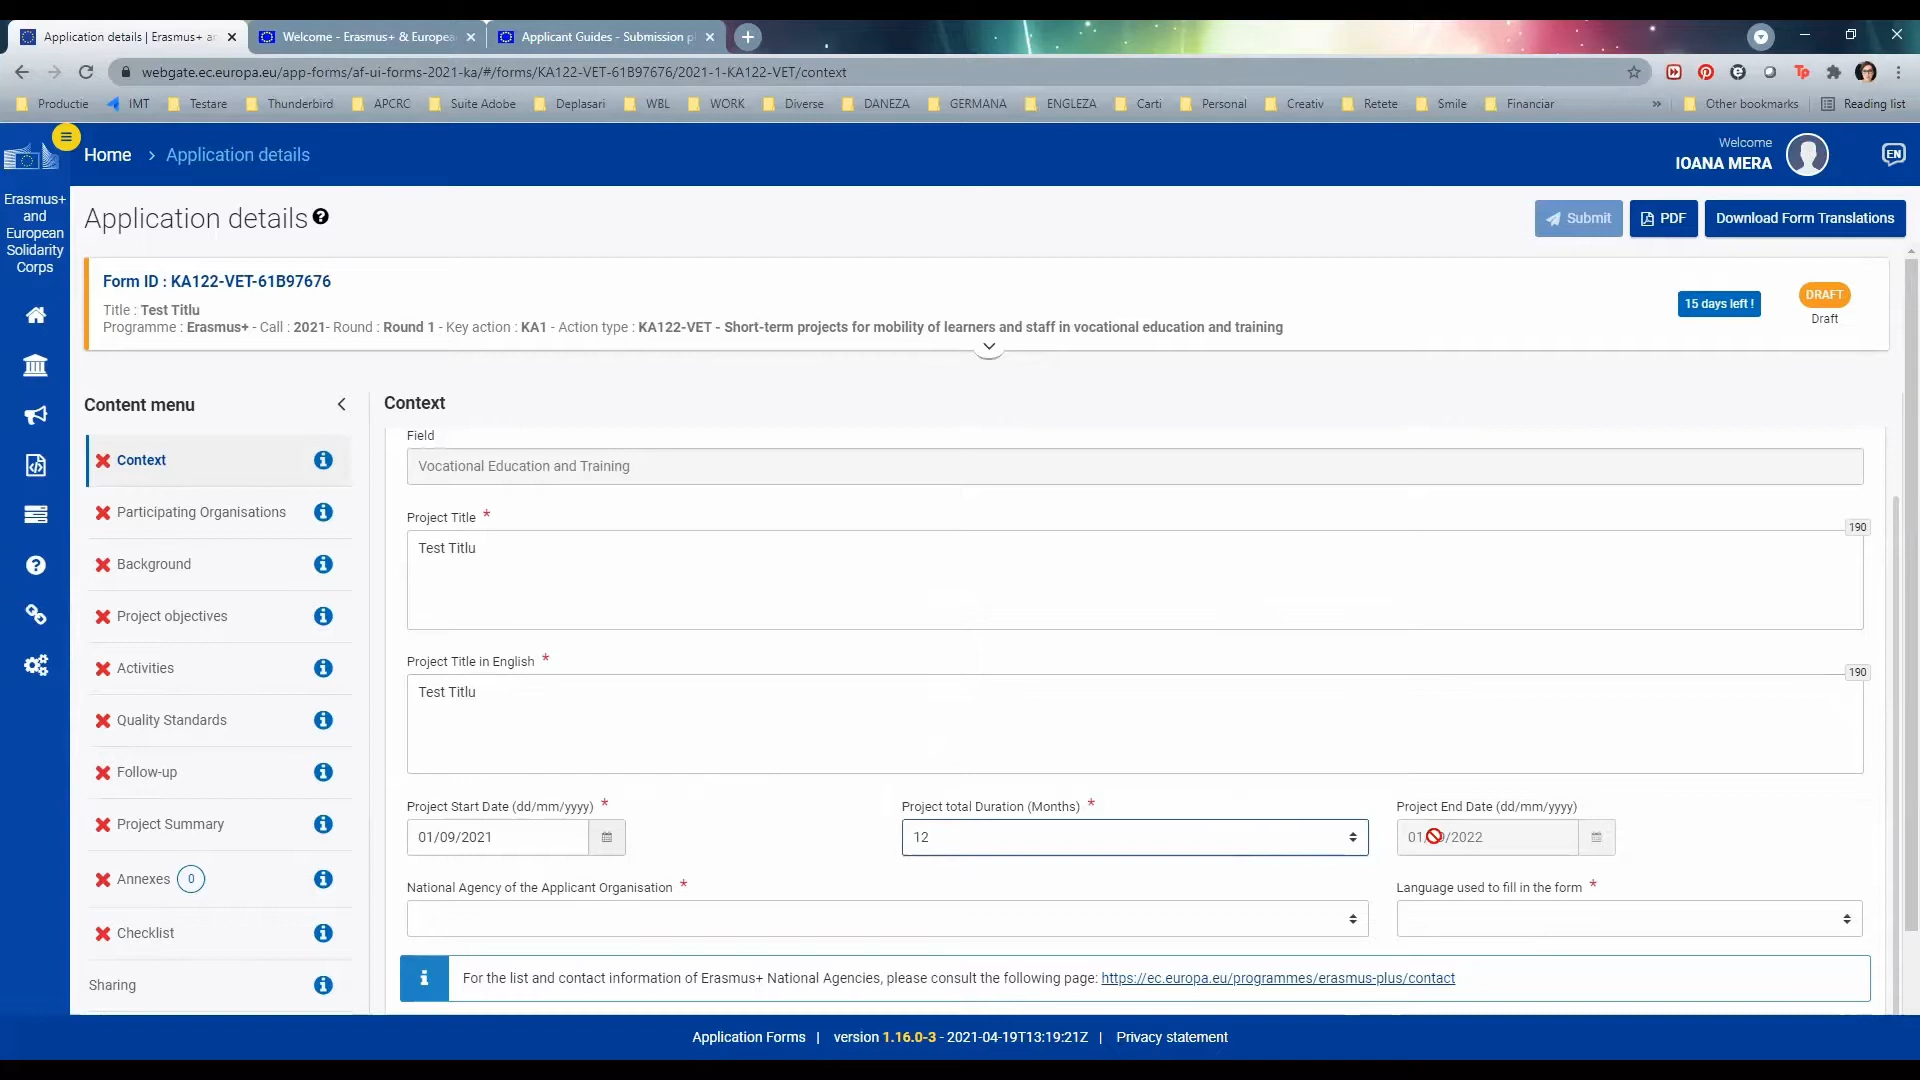 Application details | Erasmus+ an
Welcome - Erasmus+ & Europea
Applicant Guides - Submission p
webgate.ec.europa.eu/app-forms/af-ui-forms-2021-ka/#/forms/KA122-VET-61B97676/2021-1-KA122-VET/context
Productie IMT Testare Thunderbird APCRC Suite Adobe Deplasari WBL WORK Diverse DANEZA GERMANA ENGLEZA Carti Personal Creativ Retete Smile Financiar » Other bookmarks Reading list
Home › Application details
Welcome
IOANA MERA
EN
Erasmus+
and
European
Solidarity
Corps
Application details
Submit
PDF
Download Form Translations
Form ID : KA122-VET-61B97676
Title : Test Titlu
Programme : Erasmus+ - Call : 2021- Round : Round 1 - Key action : KA1 - Action type : KA122-VET - Short-term projects for mobility of learners and staff in vocational education and training
15 days left !
DRAFT
Draft
Content menu
Context
Participating Organisations
Background
Project objectives
Activities
Quality Standards
Follow-up
Project Summary
Annexes 0
Checklist
Sharing
Context
Field
Vocational Education and Training
Project Title *
190
Test Titlu
Project Title in English *
190
Test Titlu
Project Start Date (dd/mm/yyyy) *
01/09/2021
Project total Duration (Months) *
12
Project End Date (dd/mm/yyyy)
/2022
National Agency of the Applicant Organisation *
Language used to fill in the form *
For the list and contact information of Erasmus+ National Agencies, please consult the following page: https://ec.europa.eu/programmes/erasmus-plus/contact
Application Forms | version 1.16.0-3 - 2021-04-19T13:19:21Z | Privacy statement